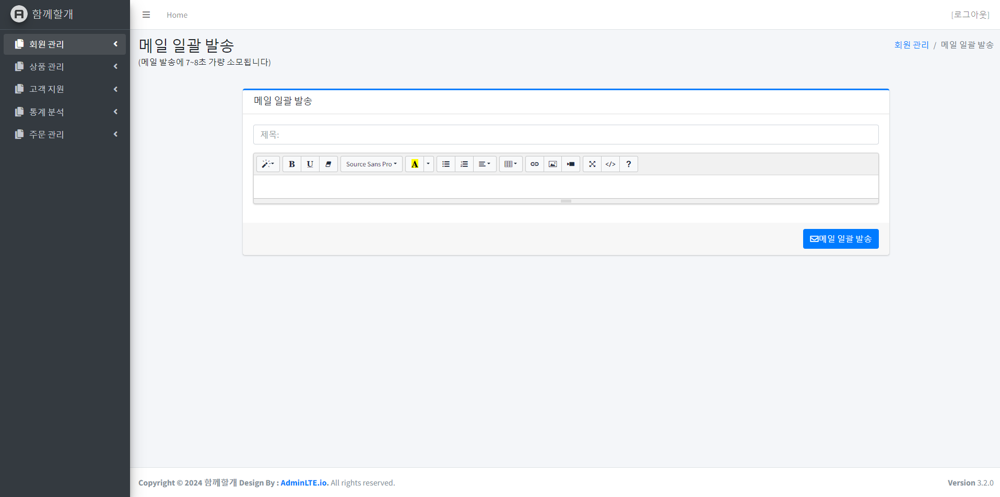 함께할개
Home
[로그아웃]
회원 관리
상품 관리
고객 지원
통계 분석
주문 관리
메일 일괄 발송
(메일 발송에 7~8초 가량 소모됩니다)
회원 관리 / 메일 일괄 발송
메일 일괄 발송
제목:
B U Source Sans Pro A </> ?
메일 일괄 발송
Copyright © 2024 함께할개 Design By : AdminLTE.io. All rights reserved.
Version 3.2.0